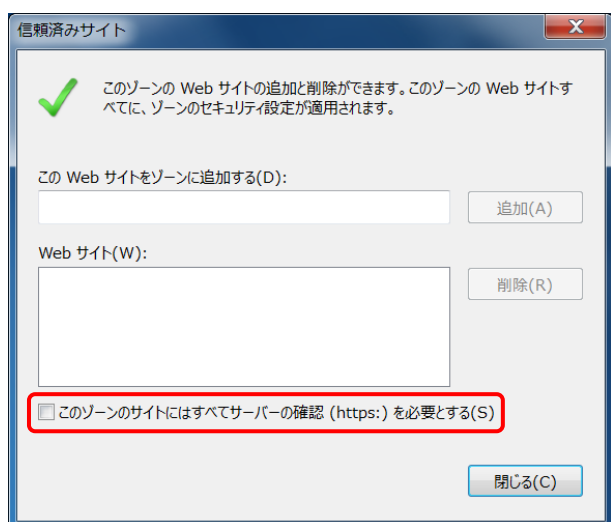 信頼済みサイト
このゾーンの Web サイトの追加と削除ができます。このゾーンの Web サイトす
べてに、ゾーンのセキュリティ設定が適用されます。
この Web サイトをゾーンに追加する(D):
追加(A)
Web サイト(W):
削除(R)
このゾーンのサイトにはすべてサーバーの確認 (https:) を必要とする(S)
閉じる(C)